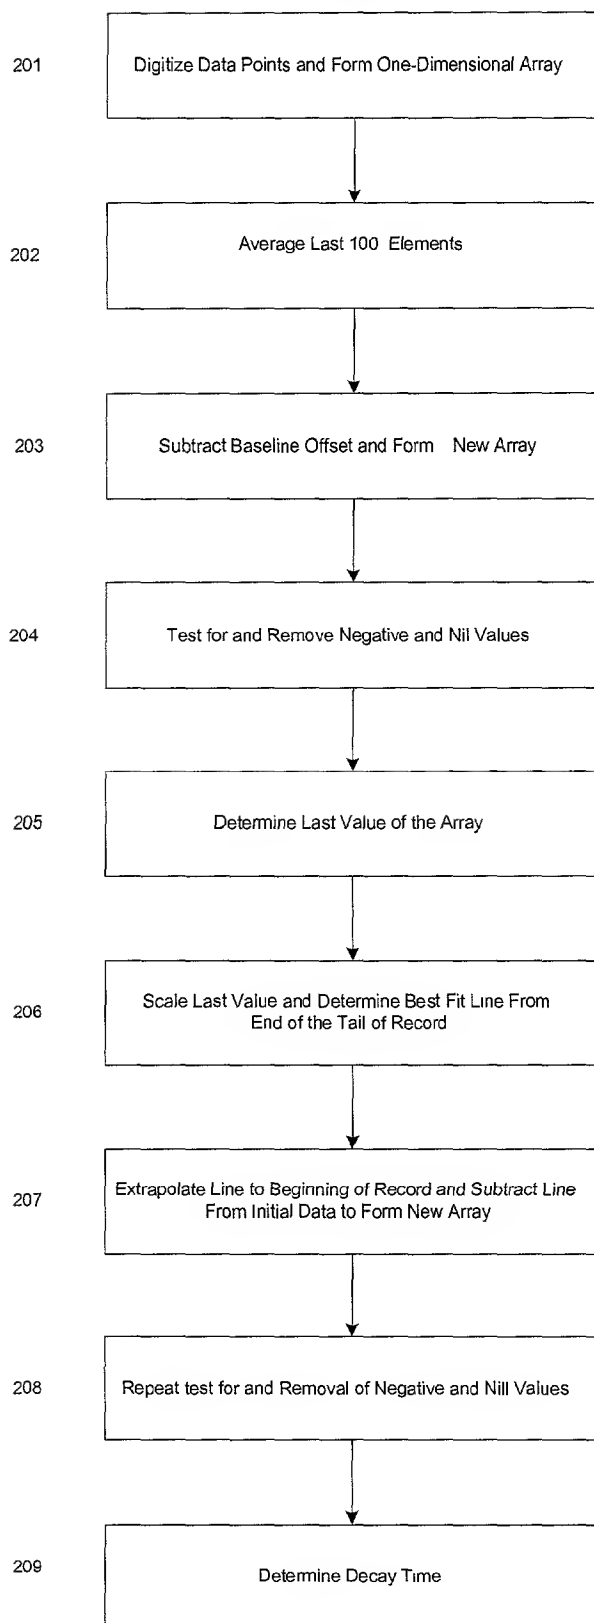 201
Digitize Data Points and Form One-Dimensional Array
202
Average Last 100 Elements
203
Subtract Baseline Offset and Form New Array
204
Test for and Remove Negative and Nil Values
205
Determine Last Value of the Array
206
Scale Last Value and Determine Best Fit Line From
End of the Tail of Record
207
Extrapolate Line to Beginning of Record and Subtract Line
From Initial Data to Form New Array
208
Repeat test for and Removal of Negative and Nill Values
209
Determine Decay Time